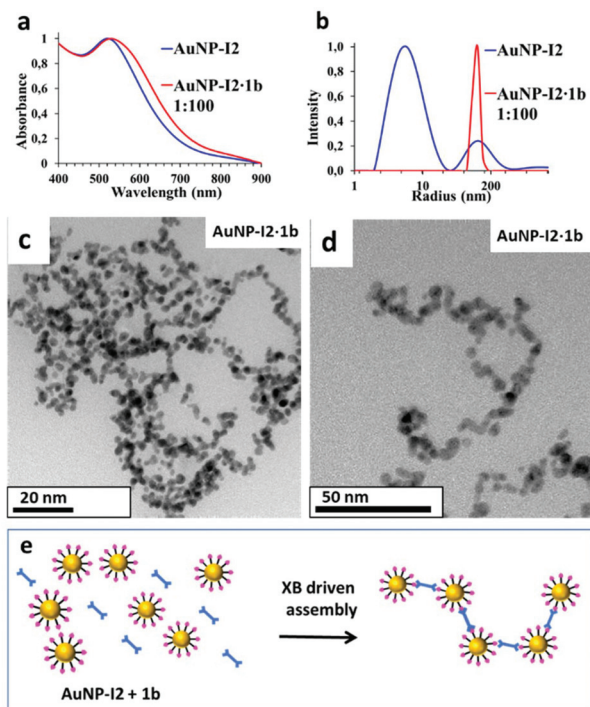 a
1
0,8
0,6
0,4
0,2
0
Absorbance
400 500 600 700 800 900
Wavelength (nm)
AuNP-I2
AuNP-I2·1b
1:100
b
1,0
0,8
0,6
0,4
0,2
0,0
Intensity
1 10 200
Radius (nm)
AuNP-I2
AuNP-I2·1b
1:100
c
AuNP-I2·1b
20 nm
d
AuNP-I2·1b
50 nm
e
XB driven
assembly
AuNP-I2 + 1b